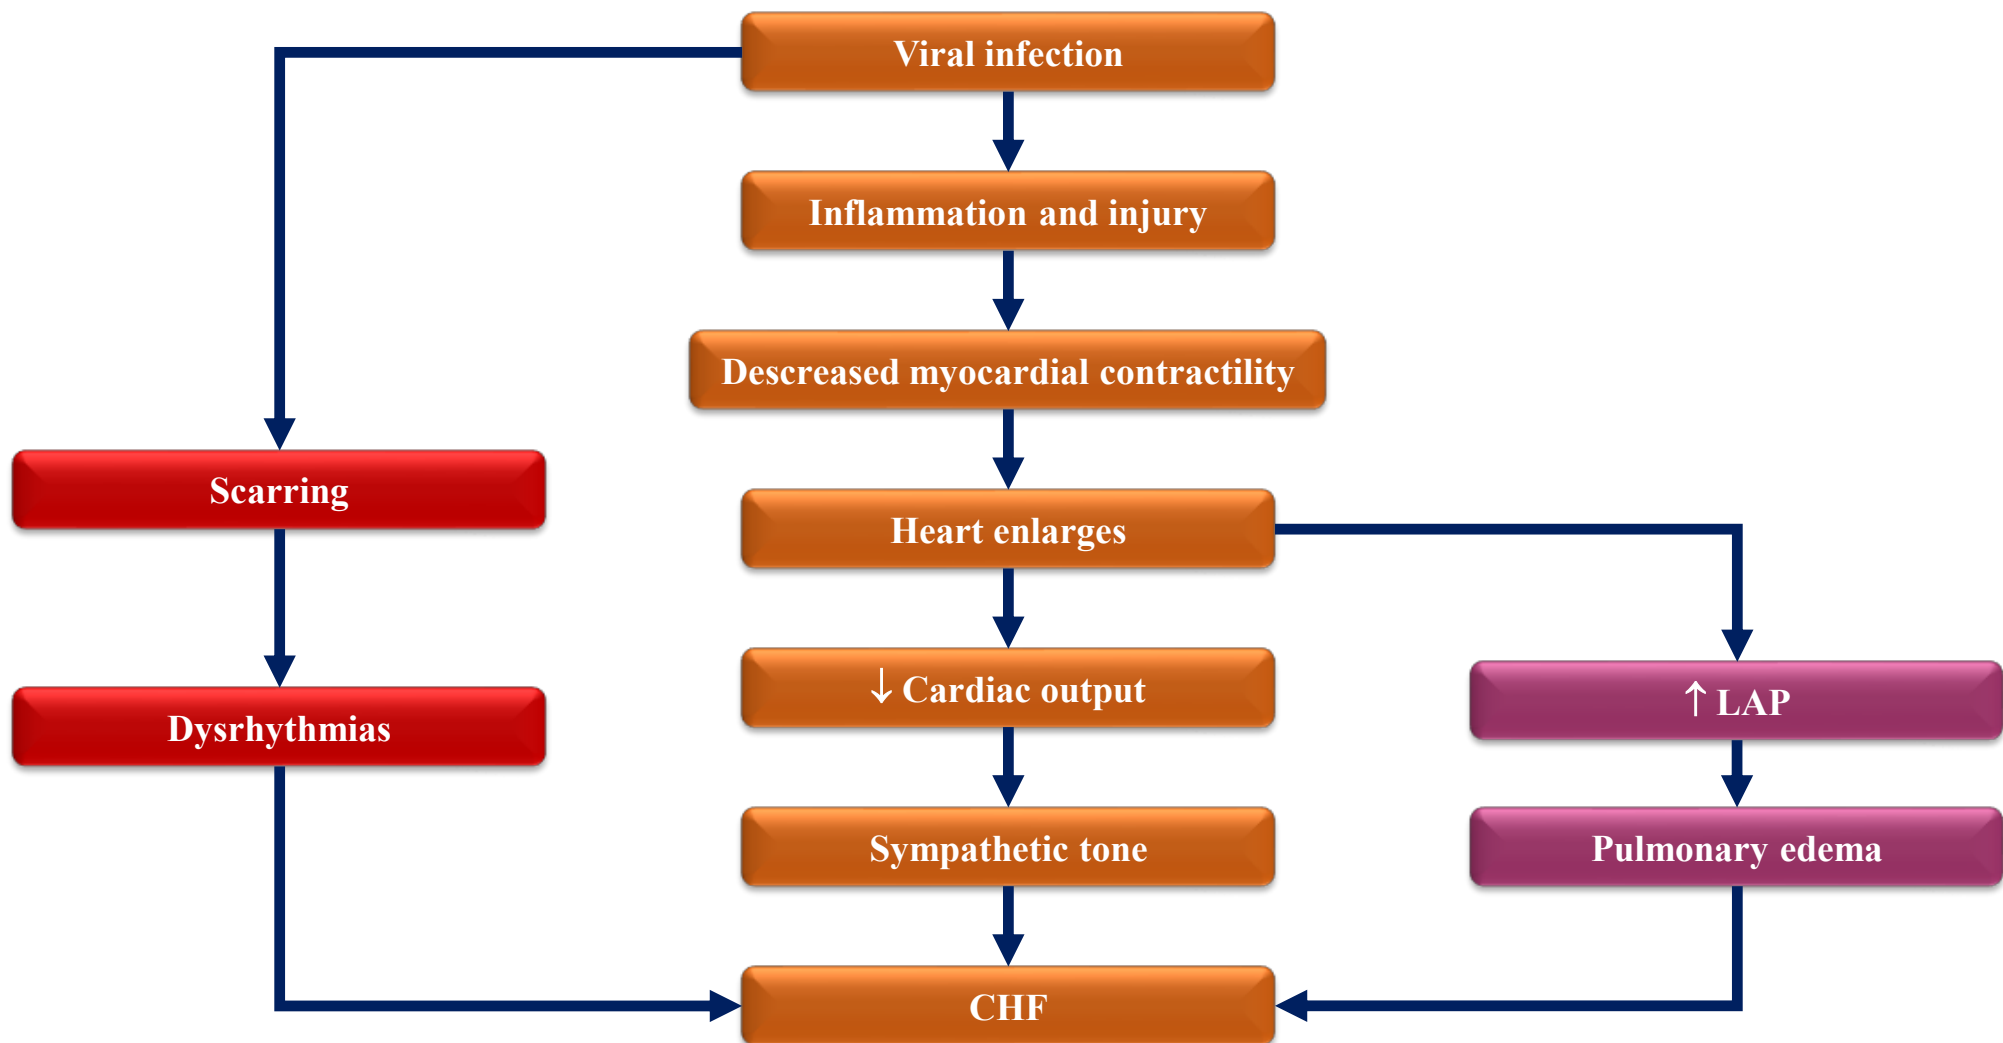 Viral infection
Inflammation and injury
Descreased myocardial contractility
Scarring
Heart enlarges
↓ Cardiac output
↑ LAP
Dysrhythmias
Sympathetic tone
Pulmonary edema
CHF